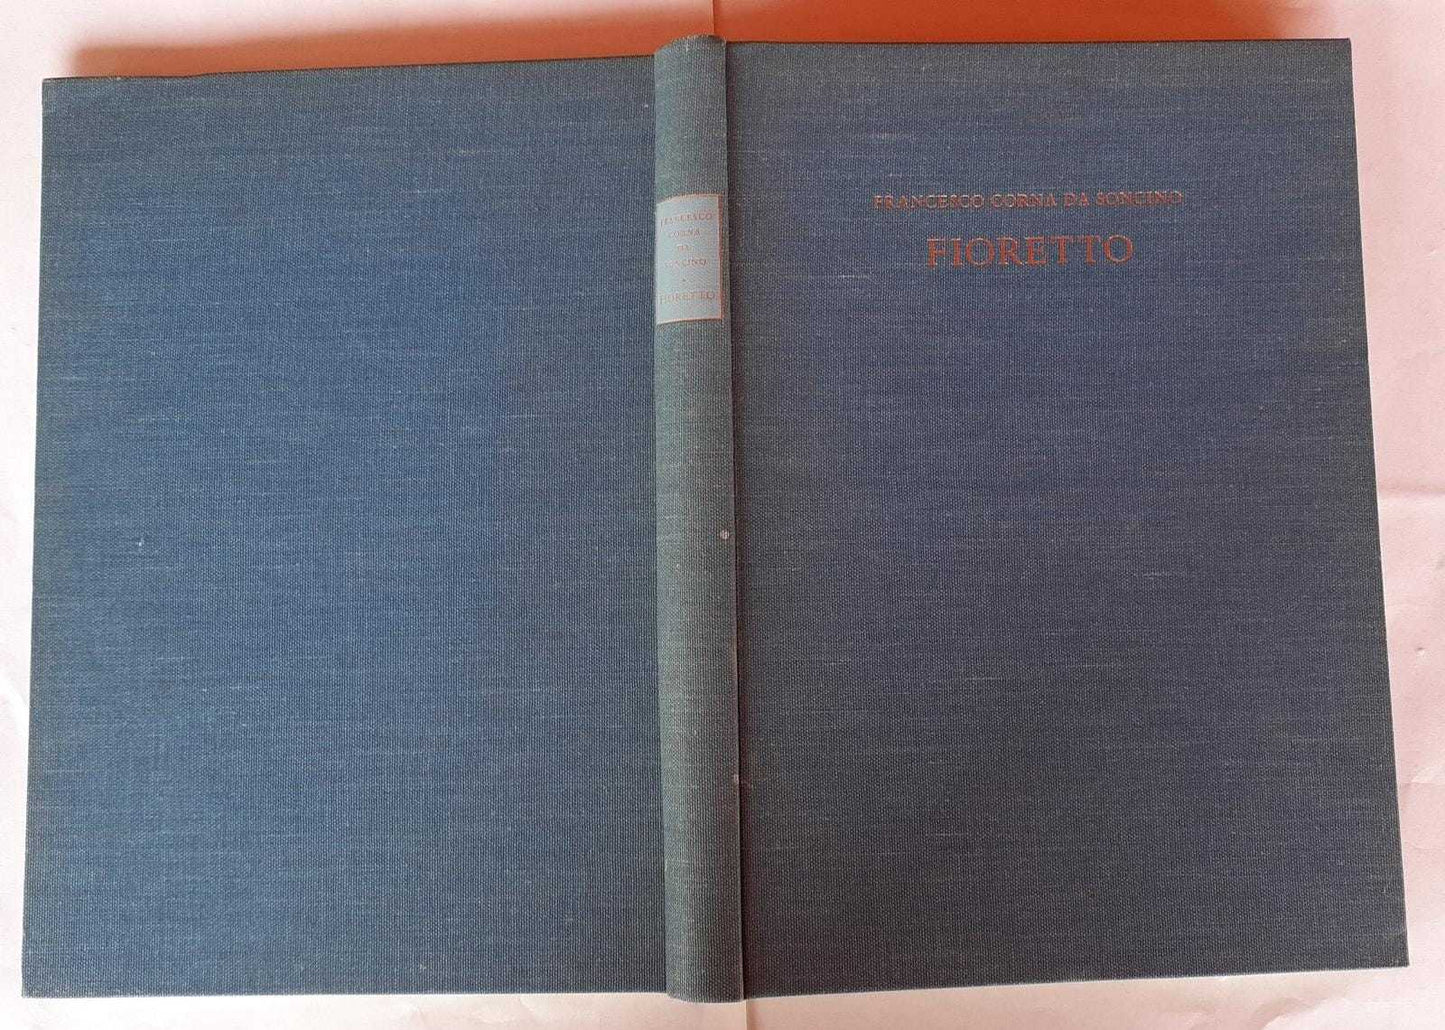 FRANCESCO
CORNA
DA
SONCINO
FIORETTO
FRANCESCO CORNA DA SONCINO
FIORETTO